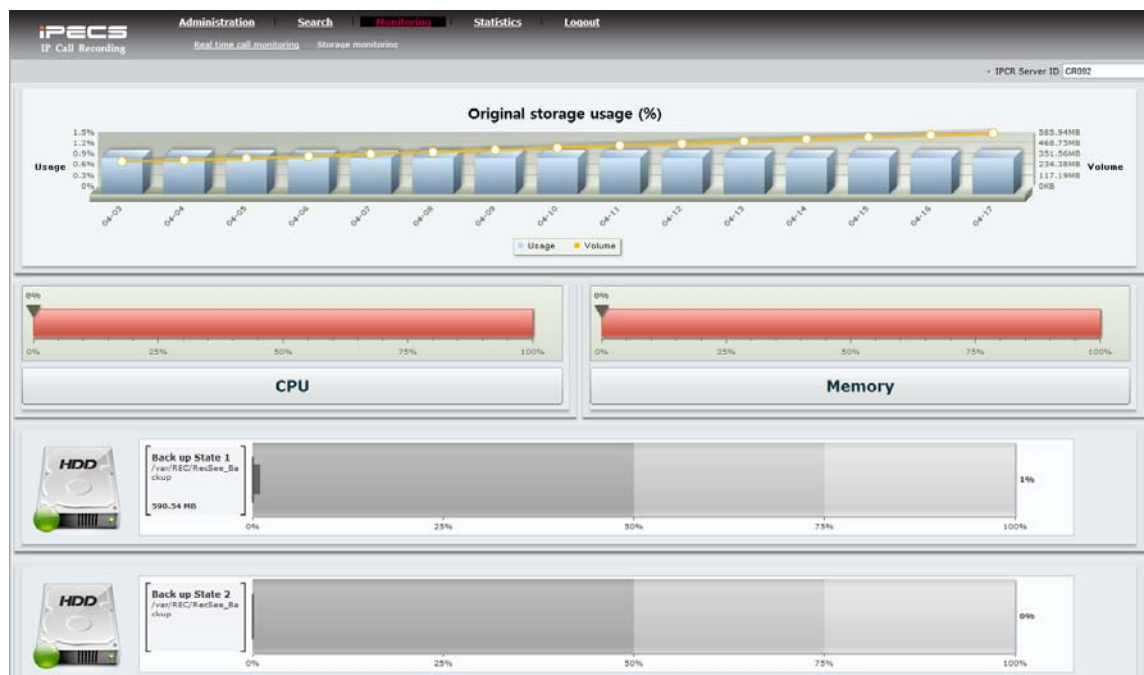 iPECS
IP Call Recording
Administration Search Monitoring Statistics Logout
Real time call monitoring Storage monitoring
IPCR Server ID CR092
Original storage usage (%)
1.5%
1.2%
0.9%
0.6%
0.3%
0%
Usage
585.94MB
468.75MB
351.56MB
234.38MB
117.19MB
0KB
Volume
04-03 04-04 04-05 04-06 04-07 04-08 04-09 04-10 04-11 04-12 04-13 04-14 04-15 04-16 04-17
Usage Volume
0%
0% 25% 50% 75% 100%
CPU
0%
0% 25% 50% 75% 100%
Memory
HDD
Back up State 1
/var/REC/RecSee_Ba
ckup
590.54 MB
1%
0% 25% 50% 75% 100%
HDD
Back up State 2
/var/REC/RecSee_Ba
ckup
0%
0% 25% 50% 75% 100%